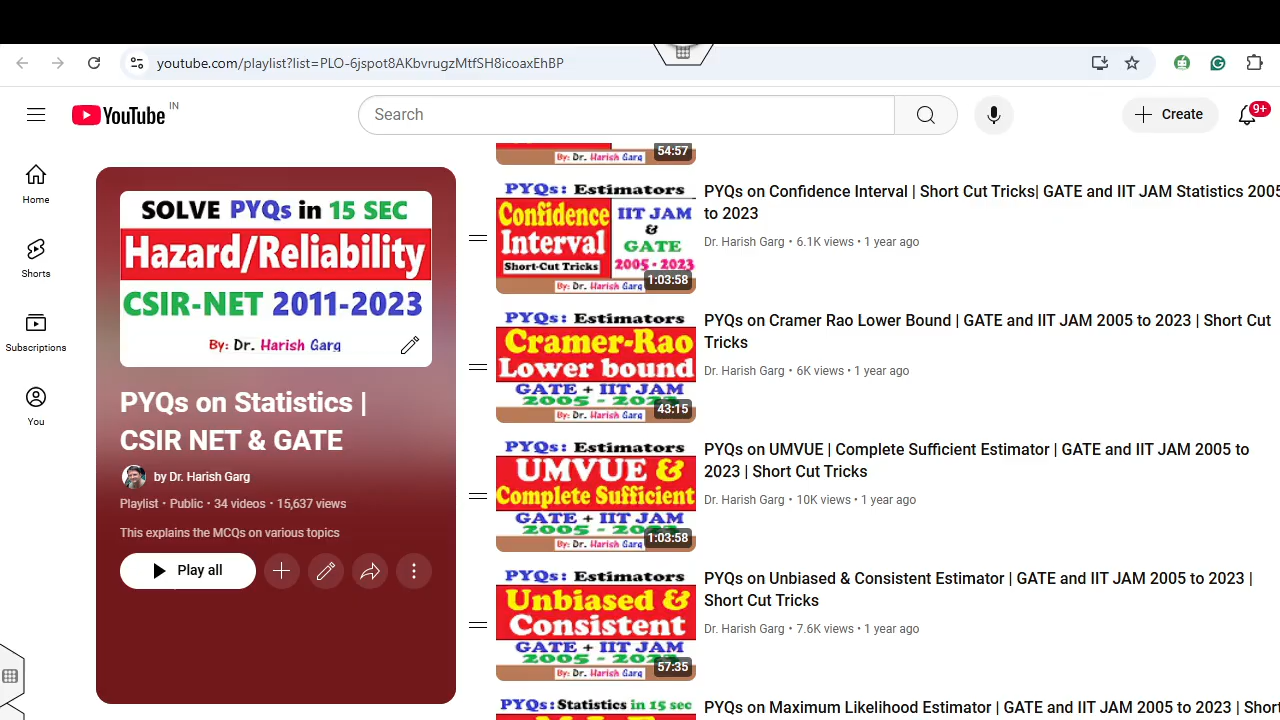 youtube.com/playlist?list=PLO-6jspot8AKbvrugzMtfSH8icoaxEhBP
YouTube IN
Search
Create
9+
Home
Shorts
Subscriptions
You
SOLVE PYQs in 15 SEC
Hazard/Reliability
CSIR-NET 2011-2023
By: Dr. Harish Garg
PYQs on Statistics |
CSIR NET & GATE
by Dr. Harish Garg
Playlist • Public • 34 videos • 15,637 views
This explains the MCQs on various topics
Play all
By: Dr. Harish Garg
54:57
PYQs: Estimators
Confidence
Interval
Short-Cut Tricks
IIT JAM
&
GATE
2005-2023
1:03:58
By: Dr. Harish Garg
PYQs on Confidence Interval | Short Cut Tricks| GATE and IIT JAM Statistics 2005
to 2023
Dr. Harish Garg • 6.1K views • 1 year ago
PYQs: Estimators
Cramer-Rao
Lower bound
GATE + IIT JAM
2005 - 2023
43:15
By: Dr. Harish Garg
PYQs on Cramer Rao Lower Bound | GATE and IIT JAM 2005 to 2023 | Short Cut
Tricks
Dr. Harish Garg • 6K views • 1 year ago
PYQs: Estimators
UMVUE &
Complete Sufficient
GATE + IIT JAM
2005 - 2023
1:03:58
By: Dr. Harish Garg
PYQs on UMVUE | Complete Sufficient Estimator | GATE and IIT JAM 2005 to
2023 | Short Cut Tricks
Dr. Harish Garg • 10K views • 1 year ago
PYQs: Estimators
Unbiased &
Consistent
GATE + IIT JAM
2005 - 2023
57:35
By: Dr. Harish Garg
PYQs on Unbiased & Consistent Estimator | GATE and IIT JAM 2005 to 2023 |
Short Cut Tricks
Dr. Harish Garg • 7.6K views • 1 year ago
PYQs: Statistics in 15 sec
PYQs on Maximum Likelihood Estimator | GATE and IIT JAM 2005 to 2023 | Short